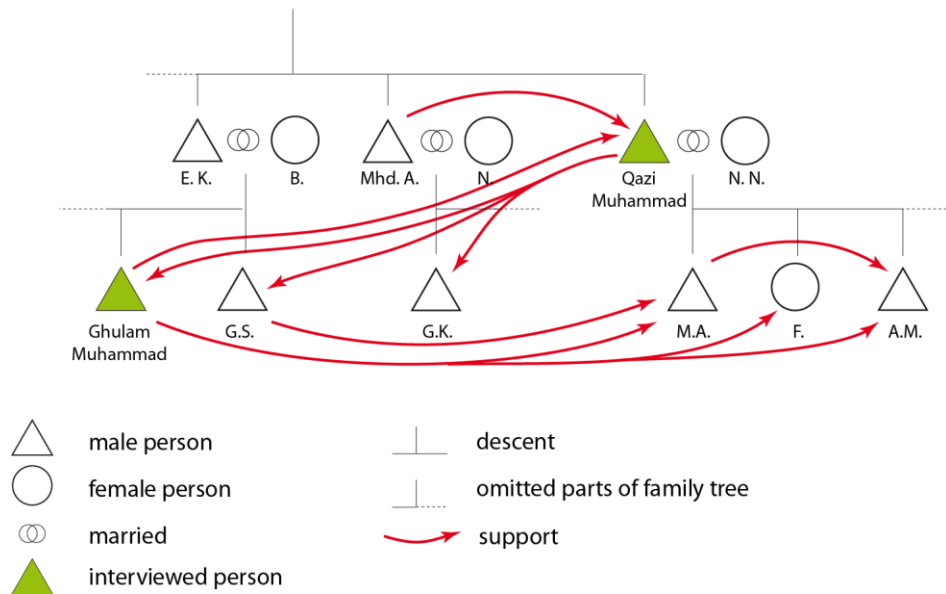 E. K.
B.
Mhd. A.
N.
Qazi
Muhammad
N. N.
Ghulam
Muhammad
G.S.
G.K.
M.A.
F.
A.M.
male person
descent
female person
omitted parts of family tree
married
support
interviewed person